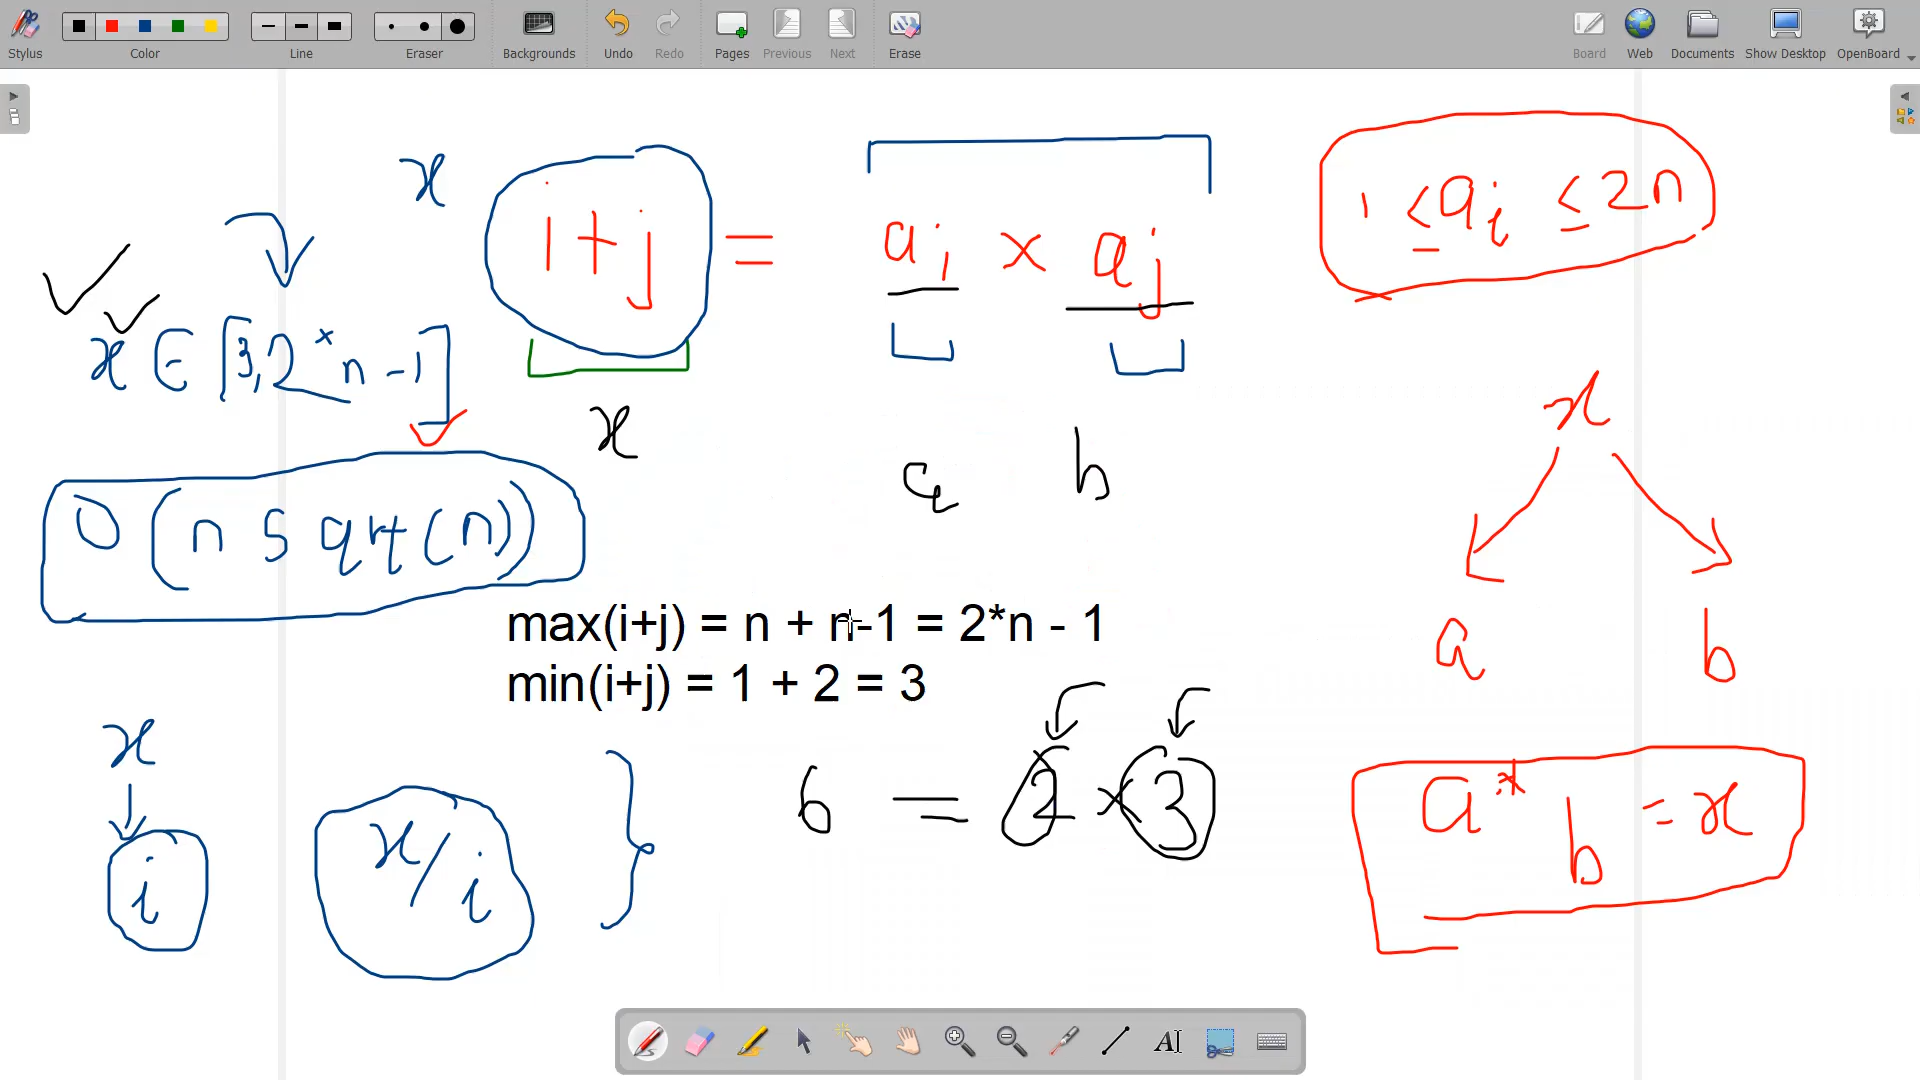 Stylus Color Line Eraser Backgrounds Undo Redo Pages Previous Next Erase Board Web Documents Show Desktop OpenBoard
x
i+j = ai × aj
1 ≤ ai ≤ 2n
x ∈ [3, 2*n-1]
x
a b
x
O(n sqrt(n))
a b
max(i+j) = n + n-1 = 2*n - 1
min(i+j) = 1 + 2 = 3
x
6 = 2 × 3
a * b = x
i x/i